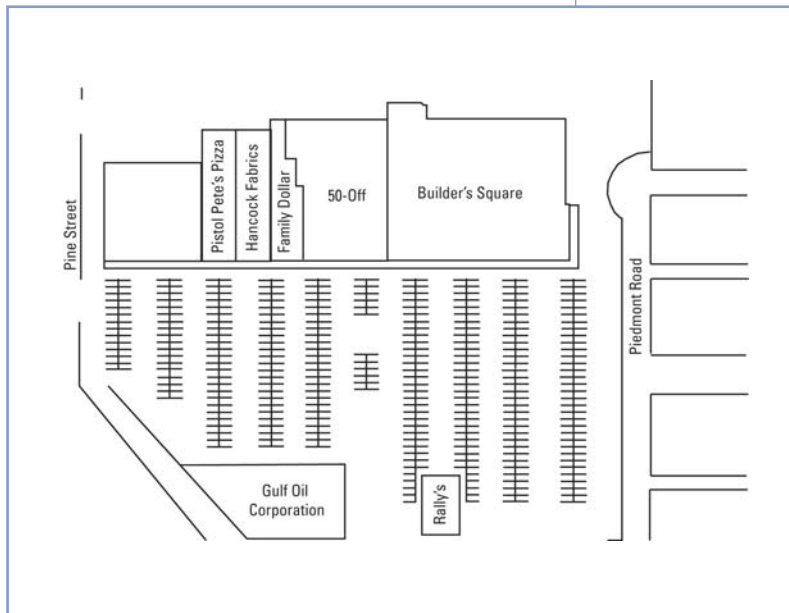 Pine Street
Pistol Pete's Pizza
Hancock Fabrics
Family Dollar
50-Off
Builder's Square
Piedmont Road
Gulf Oil
Corporation
Rally's